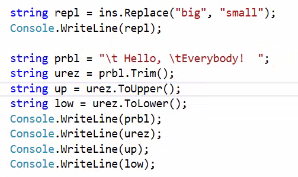 string repl = ins.Replace("big", "small");
Console.WriteLine(repl);
string prbl = "\t Hello, \tEverybody!  ";
string urez = prbl.Trim();
string up = urez.ToUpper();
string low = urez.ToLower();
Console.WriteLine(prbl);
Console.WriteLine(urez);
Console.WriteLine(up);
Console.WriteLine(low);